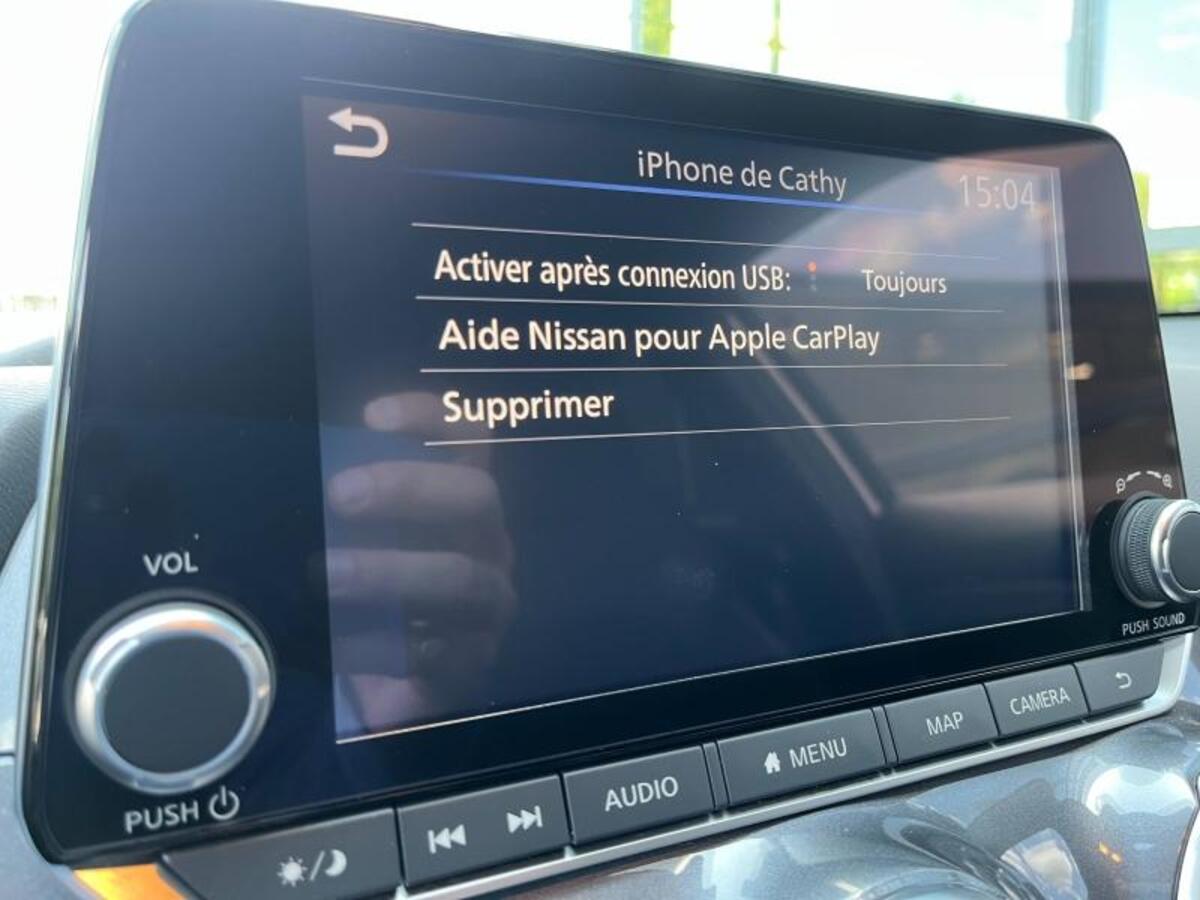 iPhone de Cathy
15:04
Activer après connexion USB: Toujours
Aide Nissan pour Apple CarPlay
Supprimer
VOL
PUSH
PUSH SOUND
AUDIO
MENU
MAP
CAMERA